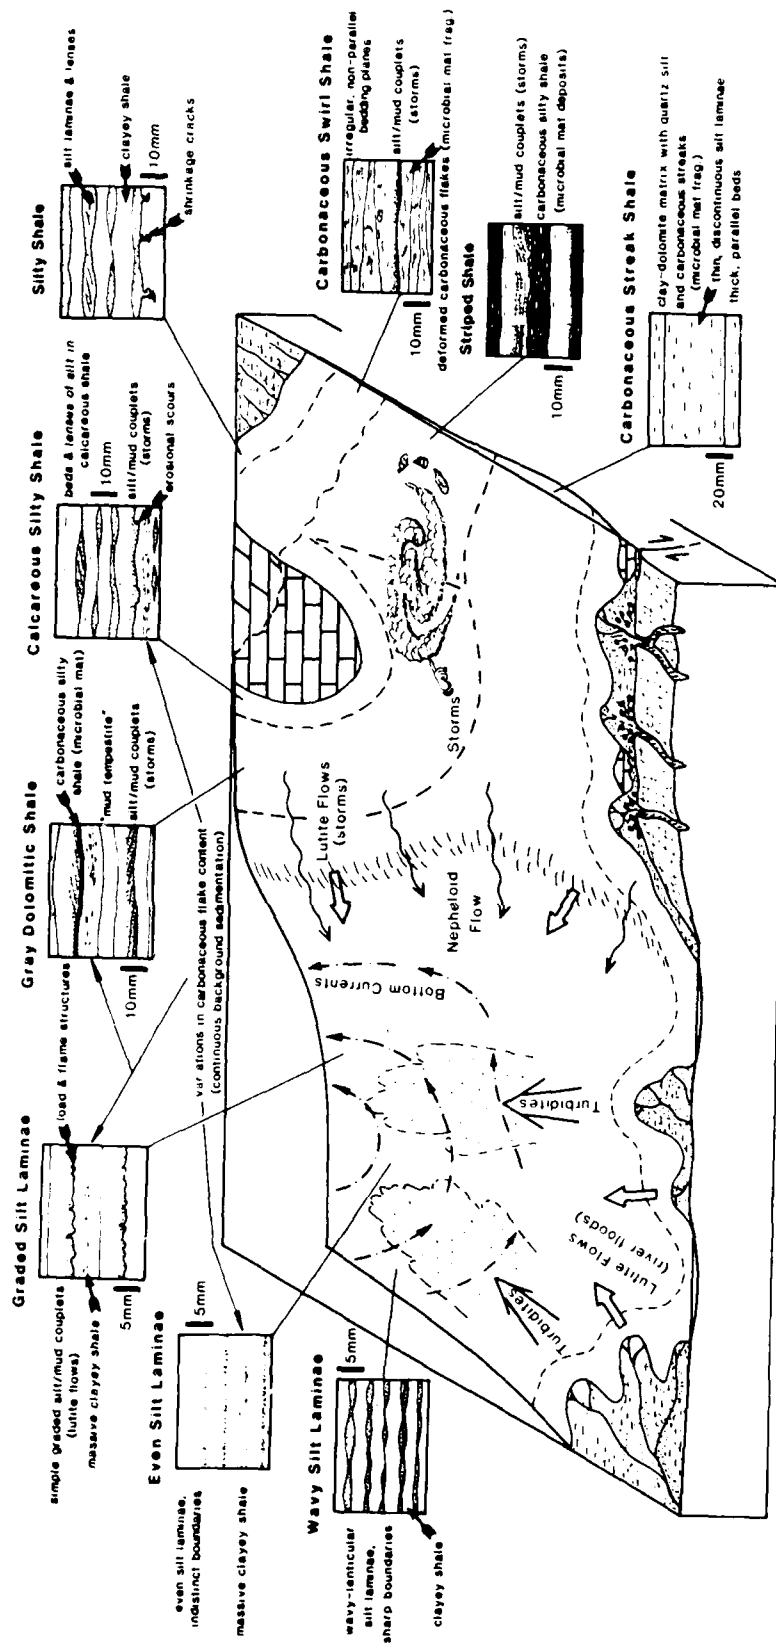 Graded Silt Laminae
simple graded silt/mud couplets
(lutite flows)
massive clayey shale
load & flame structures
5mm
Gray Dolomitic Shale
carbonaceous silty
shale (microbial mat)
"mud tempestite"
silt/mud couplets
(storms)
10mm
Calcareous Silty Shale
beds & lenses of silt in
calcareous shale
10mm
silt/mud couplets
(storms)
erosional scours
Silty Shale
silt laminae & lenses
clayey shale
10mm
shrinkage cracks
Even Silt Laminae
even silt laminae,
indistinct boundaries
massive clayey shale
5mm
variations in carbonaceous flake content
(continuous background sedimentation)
Wavy Silt Laminae
wavy-lenticular
silt laminae,
sharp boundaries
clayey shale
5mm
Carbonaceous Swirl Shale
irregular, non-parallel
bedding planes
silt/mud couplets
(storms)
deformed carbonaceous flakes (microbial mat frag.)
10mm
Striped Shale
silt/mud couplets (storms)
carbonaceous silty shale
(microbial mat deposits)
10mm
Carbonaceous Streak Shale
clay-dolomite matrix with quartz silt
and carbonaceous streaks
(microbial mat frag.)
thin, discontinuous silt laminae
thick, parallel beds
20mm
Lutite Flows
(storms)
Storms
Nepheloid
Flow
Bottom Currents
Turbidites
Turbidites
Lutite Flows
(river floods)